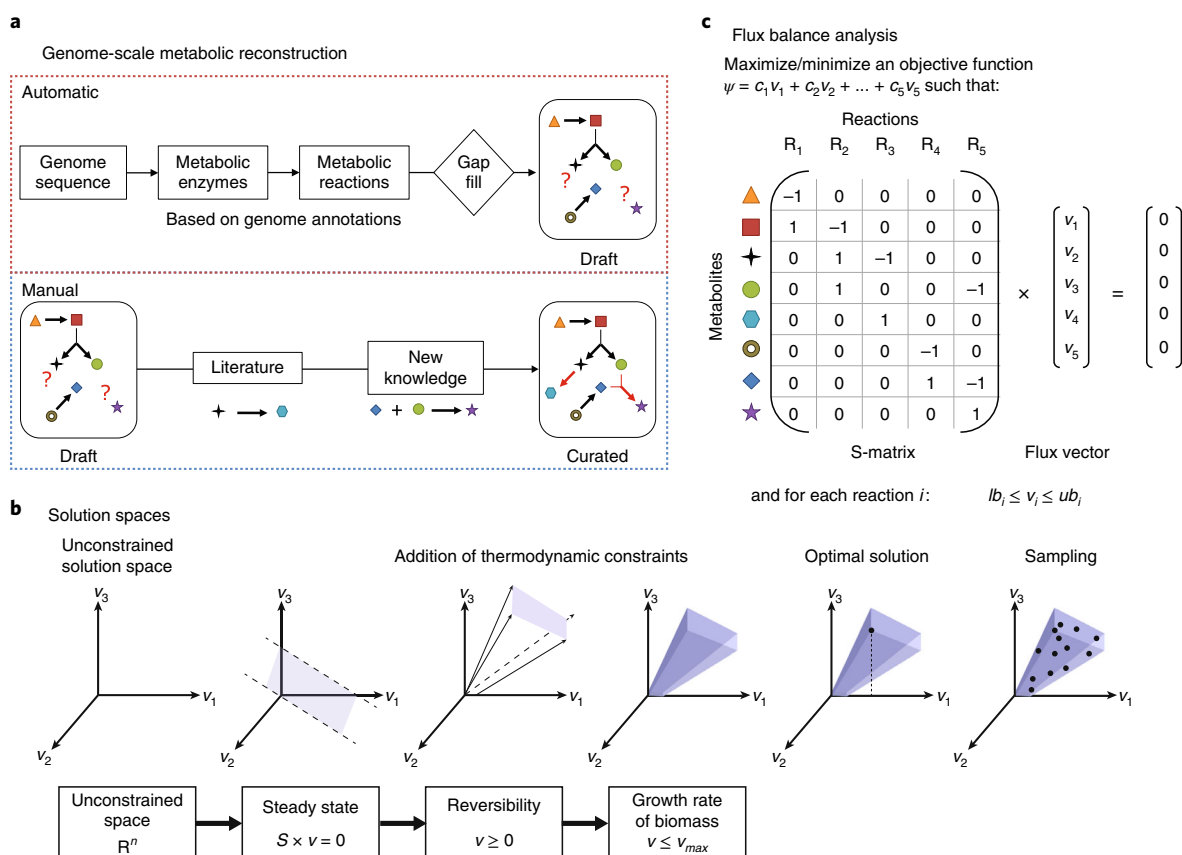 a
Genome-scale metabolic reconstruction
Automatic
Genome
sequence
Metabolic
enzymes
Metabolic
reactions
Gap
fill
Based on genome annotations
?
?
Draft
Manual
?
?
Draft
Literature
New
knowledge
+
Curated
c
Flux balance analysis
Maximize/minimize an objective function
ψ = c₁v₁ + c₂v₂ + ... + c₅v₅ such that:
Reactions
R₁ R₂ R₃ R₄ R₅
Metabolites
–1 0 0 0 0
1 –1 0 0 0
0 1 –1 0 0
0 1 0 0 –1
0 0 1 0 0
0 0 0 –1 0
0 0 0 1 –1
0 0 0 0 1
×
v₁
v₂
v₃
v₄
v₅
=
0
0
0
0
0
S-matrix
Flux vector
and for each reaction i: lbᵢ ≤ vᵢ ≤ ubᵢ
b
Solution spaces
Unconstrained
solution space
Addition of thermodynamic constraints
Optimal solution
Sampling
v₃
v₁
v₂
v₃
v₁
v₂
v₃
v₁
v₂
v₃
v₁
v₂
v₃
v₁
v₂
v₃
v₁
v₂
Unconstrained
space
Rⁿ
Steady state
S × v = 0
Reversibility
v ≥ 0
Growth rate
of biomass
v ≤ vmax